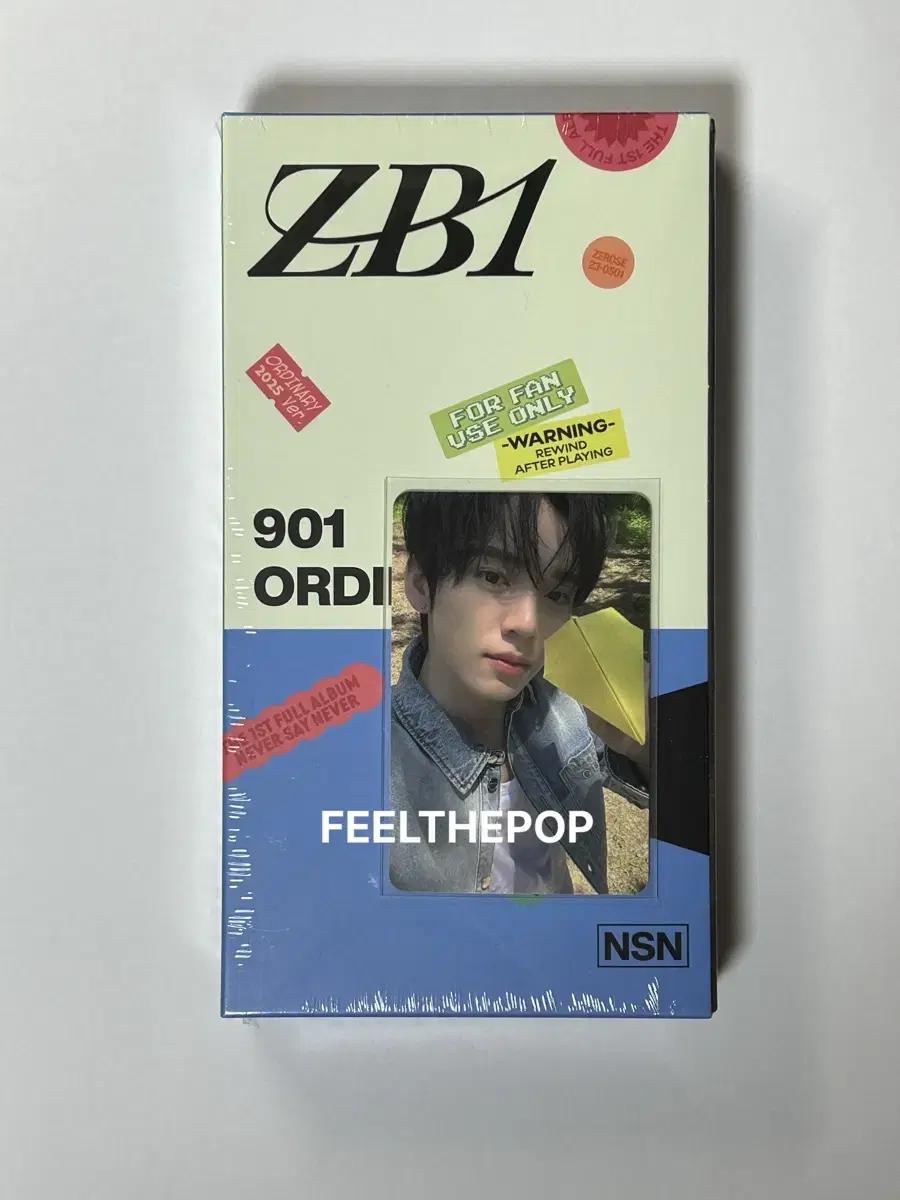 THE 1ST FULL A
ZB1
ZEROSE
23-0501
ORDINARY
2025 Ver.
FOR FAN
USE ONLY
-WARNING-
REWIND
AFTER PLAYING
901
ORDI
1ST FULL ALBUM
NEVER SAY NEVER
FEELTHEPOP
NSN